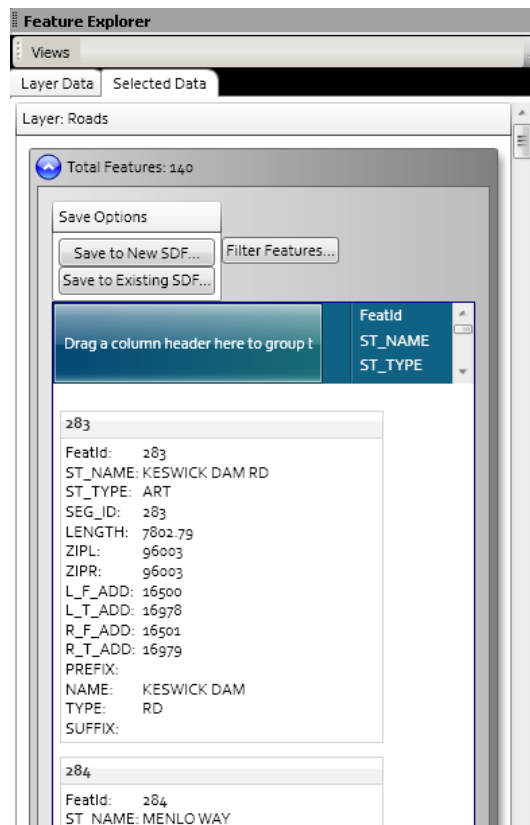 Feature Explorer
Views
Layer Data Selected Data
Layer: Roads
Total Features: 140
Save Options
Save to New SDF... Filter Features...
Save to Existing SDF...
Drag a column header here to group t
FeatId
ST_NAME
ST_TYPE
283
FeatId: 283
ST_NAME: KESWICK DAM RD
ST_TYPE: ART
SEG_ID: 283
LENGTH: 7802.79
ZIPL: 96003
ZIPR: 96003
L_F_ADD: 16500
L_T_ADD: 16978
R_F_ADD: 16501
R_T_ADD: 16979
PREFIX:
NAME: KESWICK DAM
TYPE: RD
SUFFIX:
284
FeatId: 284
ST_NAME: MENLO WAY